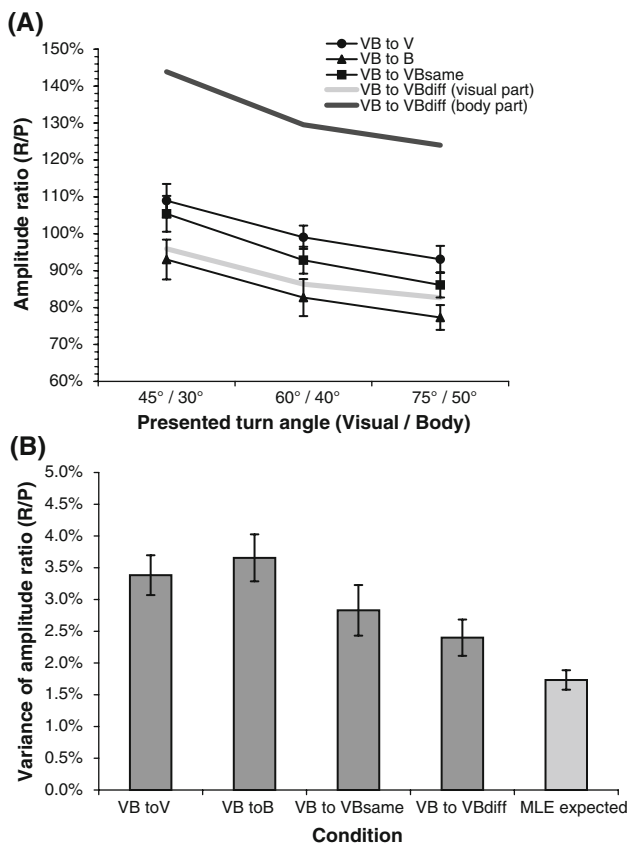 (A)
VB to V
VB to B
VB to VBsame
VB to VBdiff (visual part)
VB to VBdiff (body part)
150%
140%
130%
120%
110%
100%
90%
80%
70%
60%
Amplitude ratio (R/P)
45° / 30°
60° / 40°
75° / 50°
Presented turn angle (Visual / Body)
(B)
5.0%
4.5%
4.0%
3.5%
3.0%
2.5%
2.0%
1.5%
1.0%
0.5%
0.0%
Variance of amplitude ratio (R/P)
VB toV
VB toB
VB to VBsame
VB to VBdiff
MLE expected
Condition